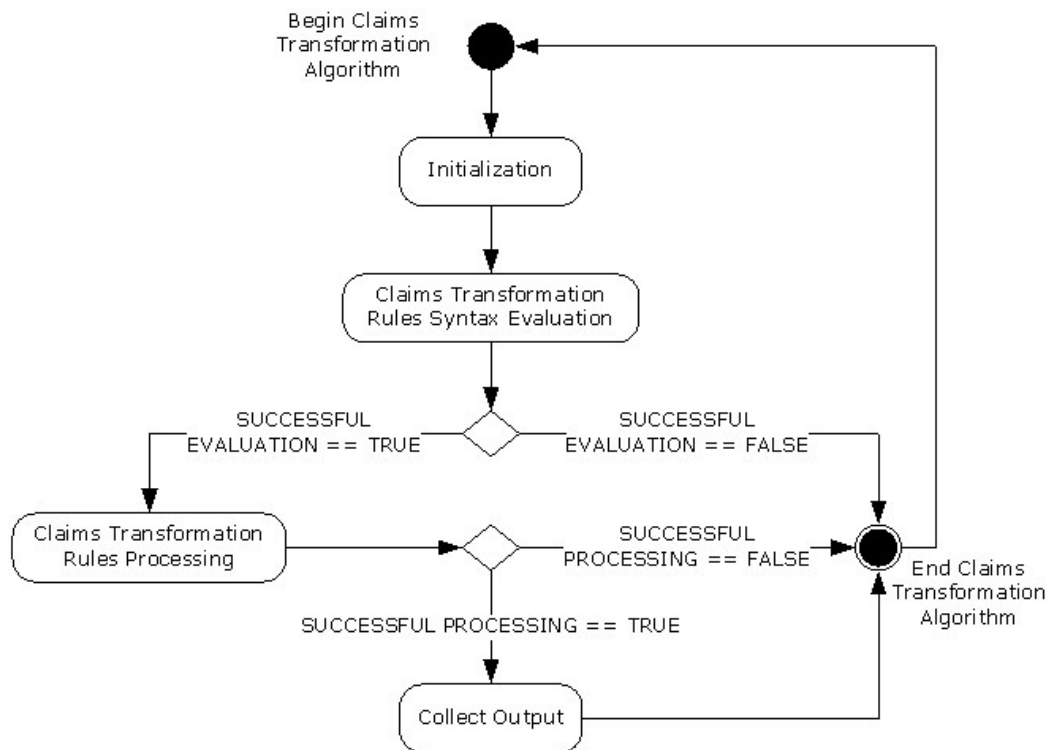 Begin Claims
Transformation
Algorithm
Initialization
Claims Transformation
Rules Syntax Evaluation
SUCCESSFUL
EVALUATION == TRUE
SUCCESSFUL
EVALUATION == FALSE
Claims Transformation
Rules Processing
SUCCESSFUL
PROCESSING == FALSE
End Claims
Transformation
Algorithm
SUCCESSFUL PROCESSING == TRUE
Collect Output